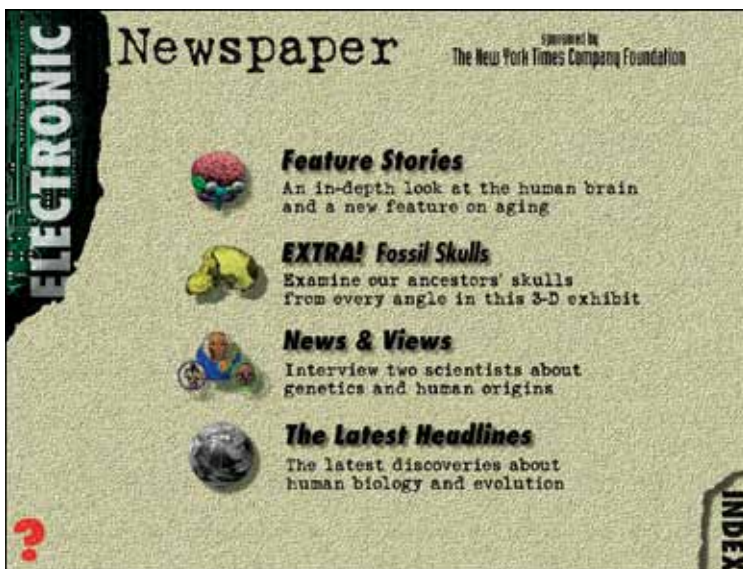 ELECTRONIC
Newspaper
sponsored by
The New York Times Company Foundation
Feature Stories
An in-depth look at the human brain
and a new feature on aging
EXTRA! Fossil Skulls
Examine our ancestors' skulls
from every angle in this 3-D exhibit
News & Views
Interview two scientists about
genetics and human origins
The Latest Headlines
The latest discoveries about
human biology and evolution
?
INDEX